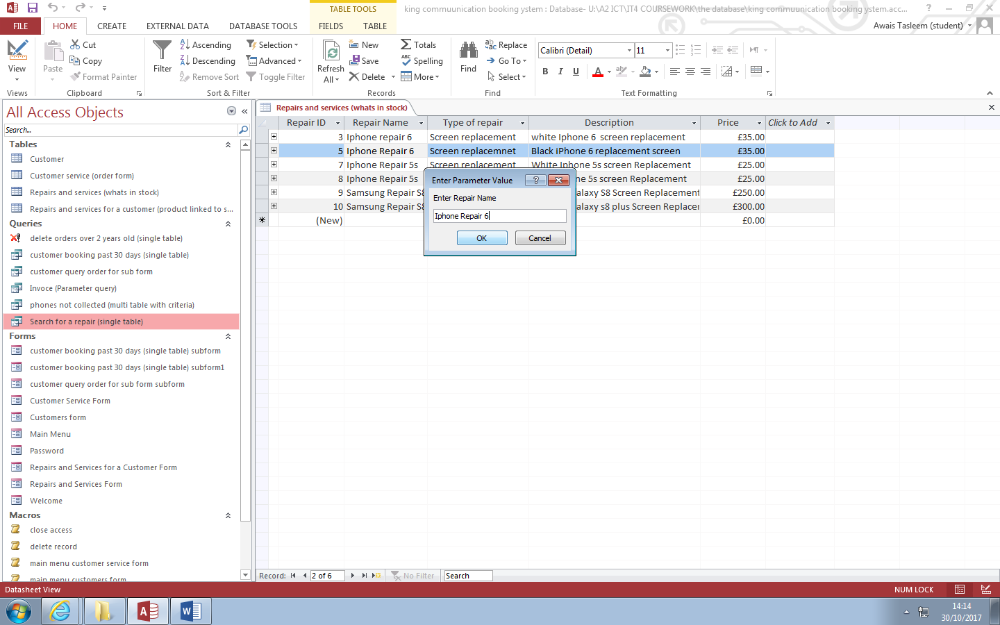 TABLE TOOLS
king commuunication booking ystem : Database- U:\A2 ICT\IT4 COURSEWORK\the database\king commuunication booking ystem.acc...
FILE HOME CREATE EXTERNAL DATA DATABASE TOOLS FIELDS TABLE
Awais Tasleem (student)
View
Views
Paste
Cut
Copy
Format Painter
Clipboard
Filter
Ascending
Descending
Remove Sort
Selection
Advanced
Toggle Filter
Sort & Filter
Refresh
All
New
Save
Delete
Totals
Spelling
More
Records
Find
Replace
Go To
Select
Find
Calibri (Detail) 11
B I U A
Text Formatting
All Access Objects
Search...
Tables
Customer
Customer service (order form)
Repairs and services (whats in stock)
Repairs and services for a customer (product linked to s...
Queries
delete orders over 2 years old (single table)
customer booking past 30 days (single table)
customer query order for sub form
Invoce (Parameter query)
phones not collected (multi table with criteria)
Search for a repair (single table)
Forms
customer booking past 30 days (single table) subform
customer booking past 30 days (single table) subform1
customer query order for sub form subform
Customer Service Form
Customers form
Main Menu
Password
Repairs and Services for a Customer Form
Repairs and Services Form
Welcome
Macros
close access
delete record
main menu customer service form
main menu customers form
Repairs and services (whats in stock)
Repair ID Repair Name Type of repair Description Price Click to Add
3 Iphone repair 6 Screen replacement white Iphone 6 screen replacement £35.00
5 Iphone Repair 6 Screen replacemnet Black iPhone 6 replacement screen £35.00
7 Iphone Repair 5s Screen replacement White Iphone 5s screen Replacement £25.00
8 Iphone Repair 5s 5s screen Replacement £25.00
9 Samsung Repair S8 alaxy S8 Screen Replacement £250.00
10 Samsung Repair S8 alaxy s8 plus Screen Replacer £300.00
(New) £0.00
Enter Parameter Value
Enter Repair Name
Iphone Repair 6
OK Cancel
Record: 2 of 6 No Filter Search
Datasheet View
NUM LOCK
14:14
30/10/2017